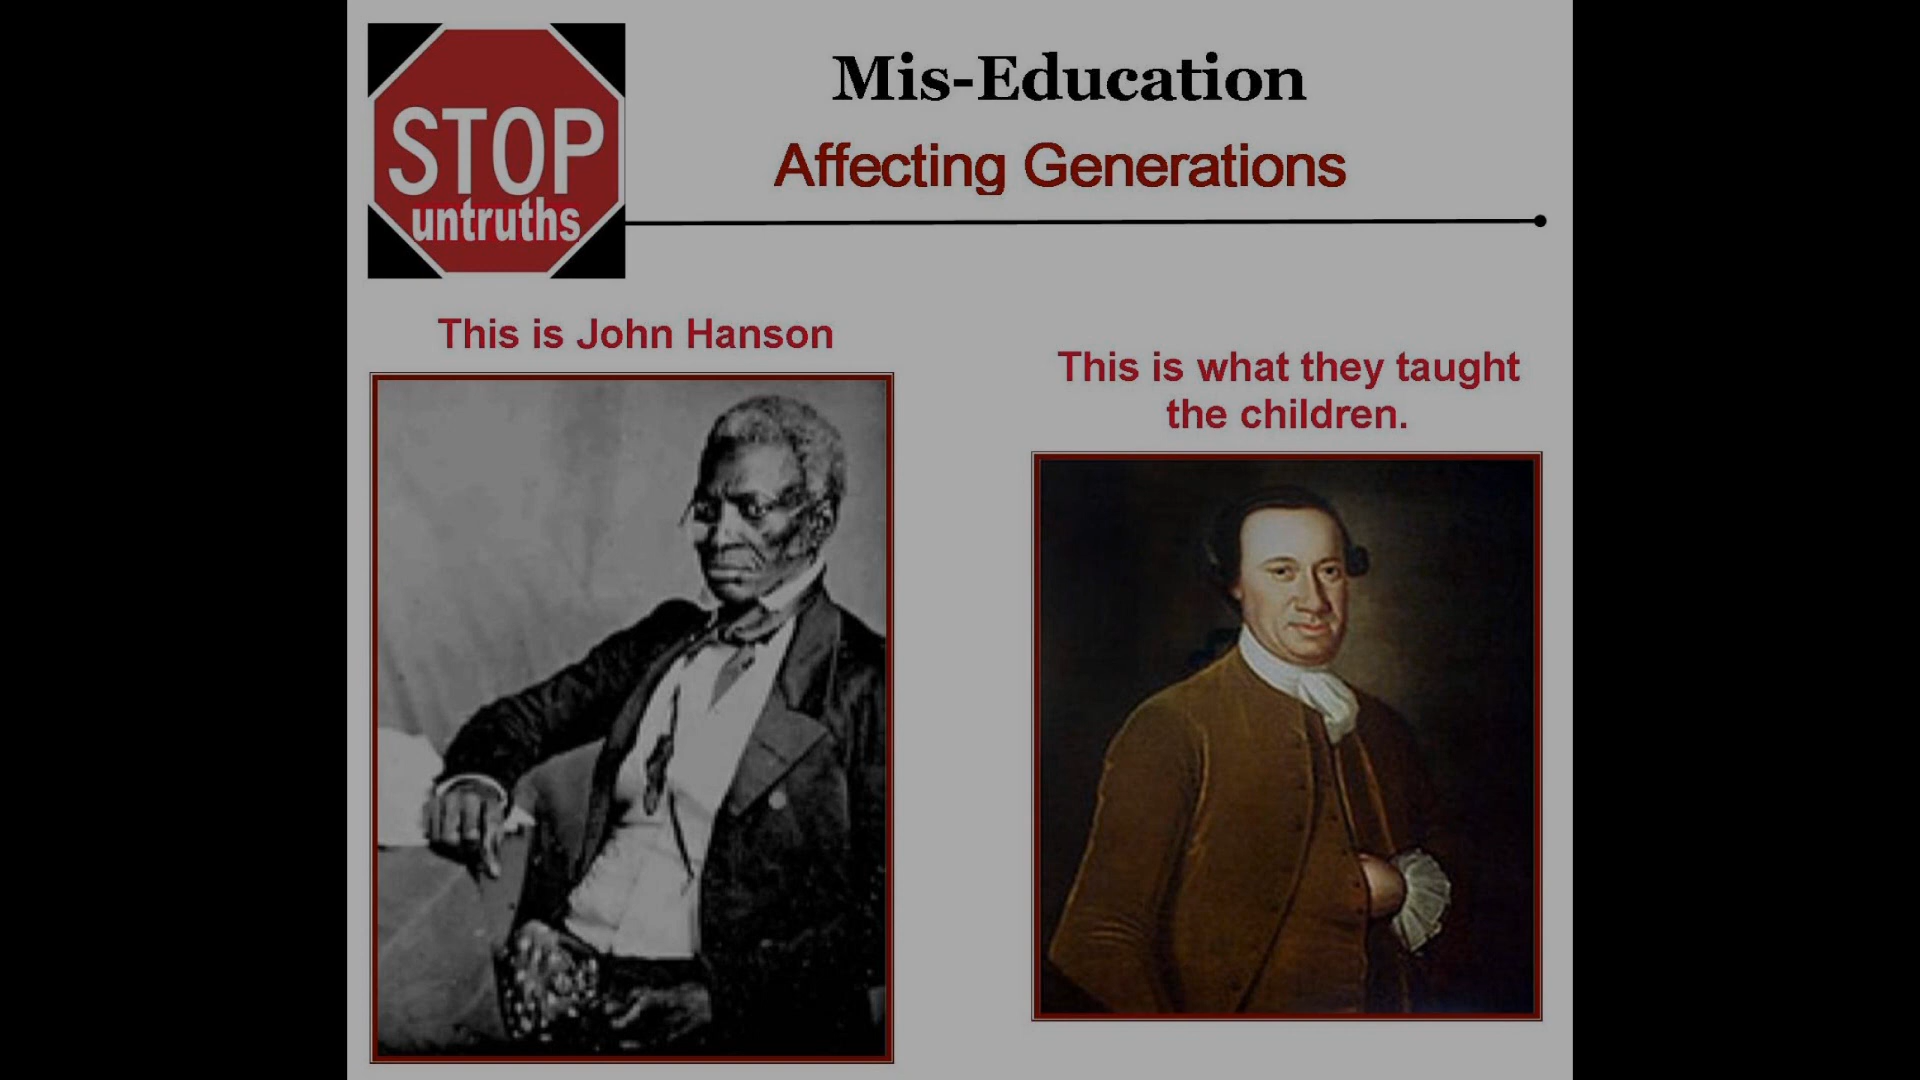 STOP
untruths
Mis-Education
Affecting Generations
This is John Hanson
This is what they taught
the children.